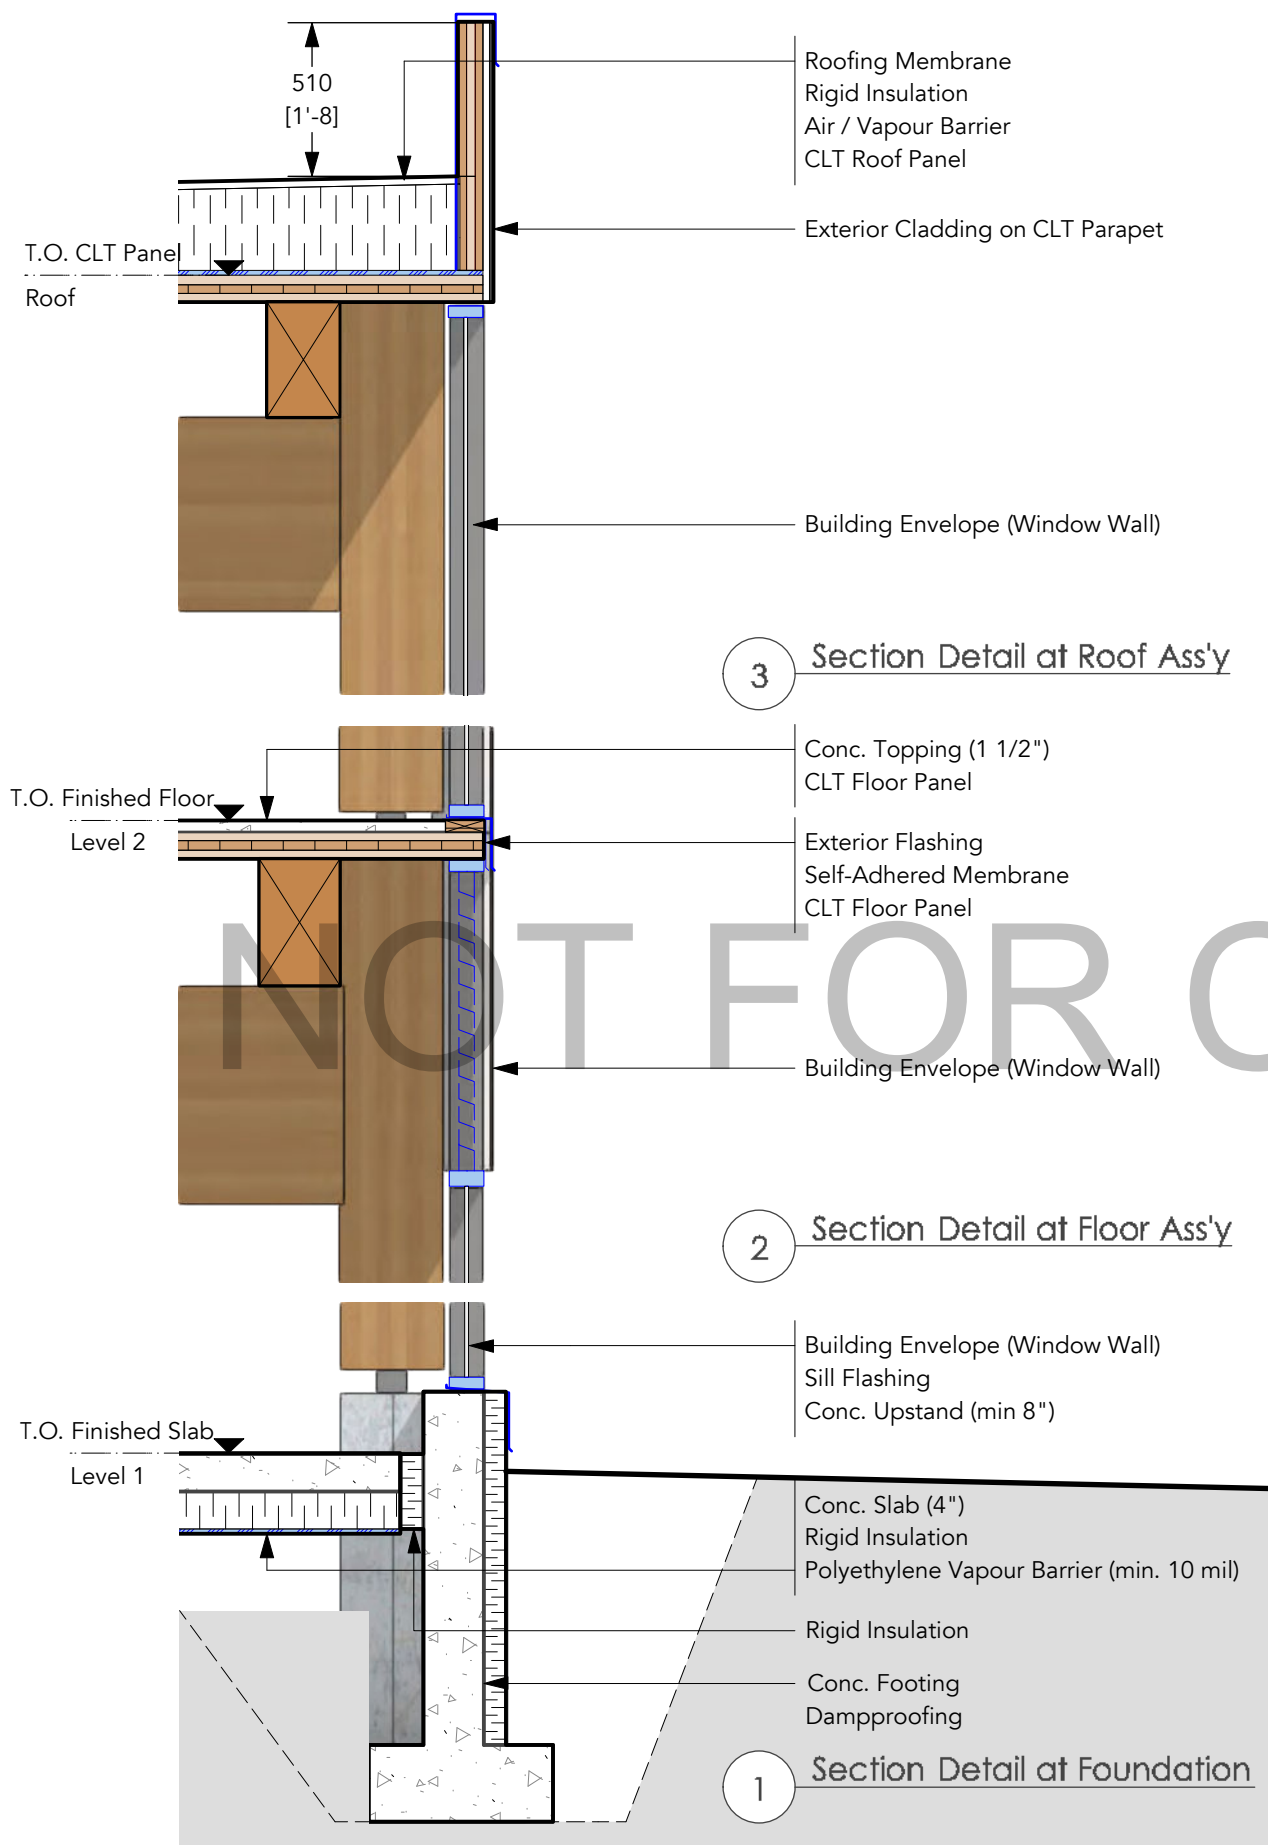 510
[1'-8]
Roofing Membrane
Rigid Insulation
Air / Vapour Barrier
CLT Roof Panel
Exterior Cladding on CLT Parapet
T.O. CLT Panel
Roof
Building Envelope (Window Wall)
3 Section Detail at Roof Ass'y
Conc. Topping (1 1/2")
CLT Floor Panel
T.O. Finished Floor
Level 2
Exterior Flashing
Self-Adhered Membrane
CLT Floor Panel
NOT FOR C
Building Envelope (Window Wall)
2 Section Detail at Floor Ass'y
Building Envelope (Window Wall)
Sill Flashing
Conc. Upstand (min 8")
T.O. Finished Slab
Level 1
Conc. Slab (4")
Rigid Insulation
Polyethylene Vapour Barrier (min. 10 mil)
Rigid Insulation
Conc. Footing
Dampproofing
1 Section Detail at Foundation